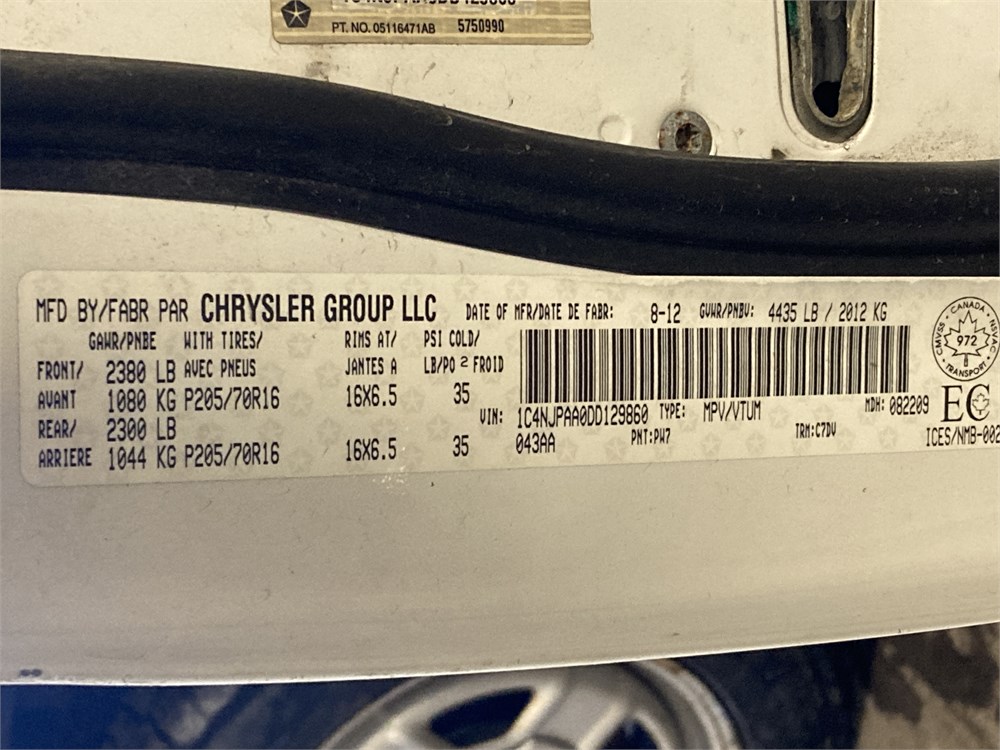 PT. NO. 05116471AB 5750990
MFD BY/FABR PAR CHRYSLER GROUP LLC DATE OF MFR/DATE DE FABR: 8-12 GVWR/PNBV: 4435 LB / 2012 KG
GAWR/PNBE WITH TIRES/ RIMS AT/ PSI COLD/
FRONT/ 2380 LB AVEC PNEUS JANTES A LB/PO 2 FROID
AVANT 1080 KG P205/70R16 16X6.5 35
REAR/ 2300 LB
ARRIERE 1044 KG P205/70R16 16X6.5 35
VIN: 1C4NJPAA0DD129860 TYPE: MPV/VTUM MDH: 082209
043AA PNT:PW7 TRM:C7DV
CANADA
CMVSS NSVAC
972
TRANSPORT
EC
ICES/NMB-002